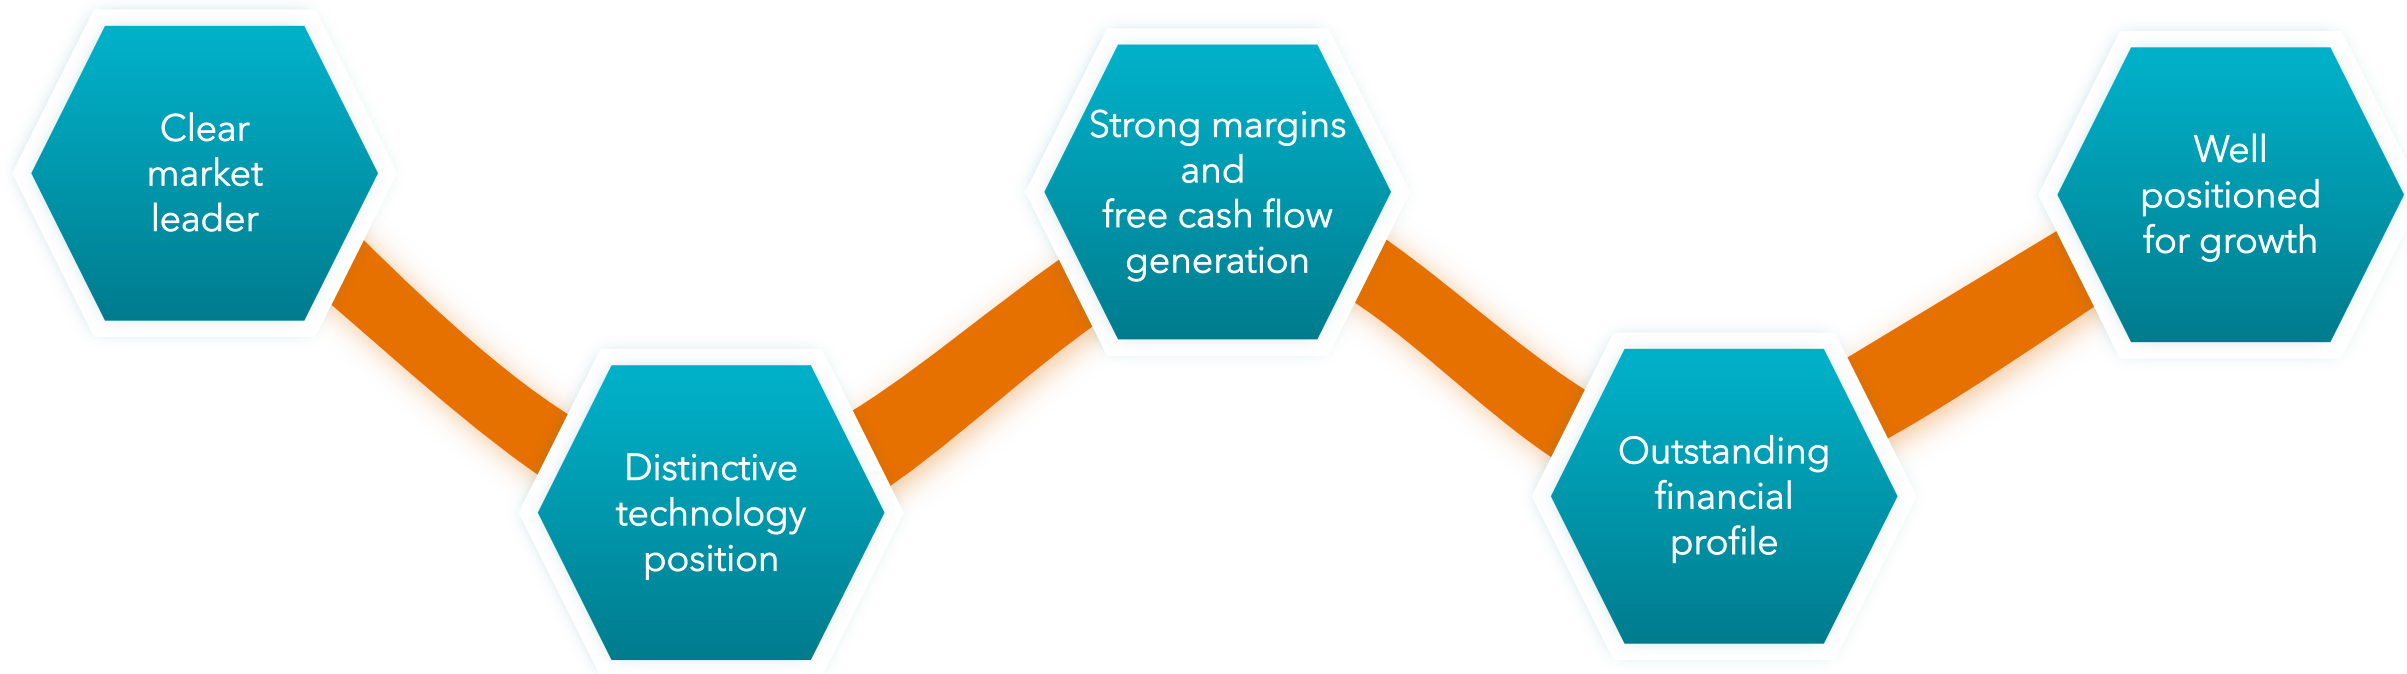 Clear
market
leader
Distinctive
technology
position
Strong margins
and
free cash flow
generation
Outstanding
financial
profile
Well
positioned
for growth